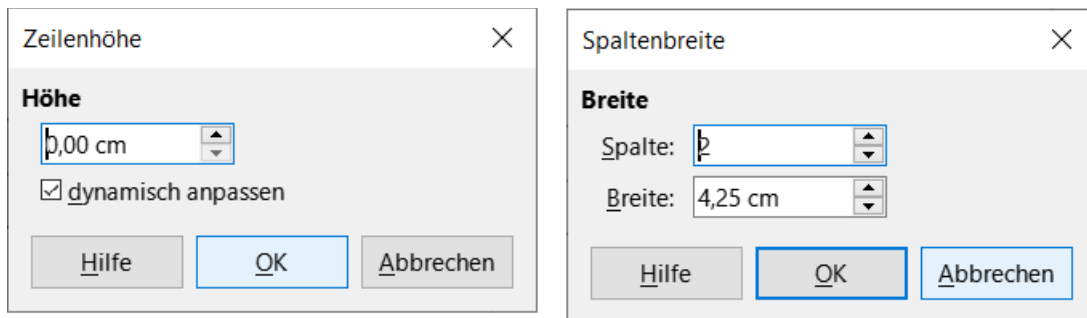 Zeilenhöhe
Höhe
0,00 cm
dynamisch anpassen
Hilfe OK Abbrechen
Spaltenbreite
Breite
Spalte: 2
Breite: 4,25 cm
Hilfe OK Abbrechen